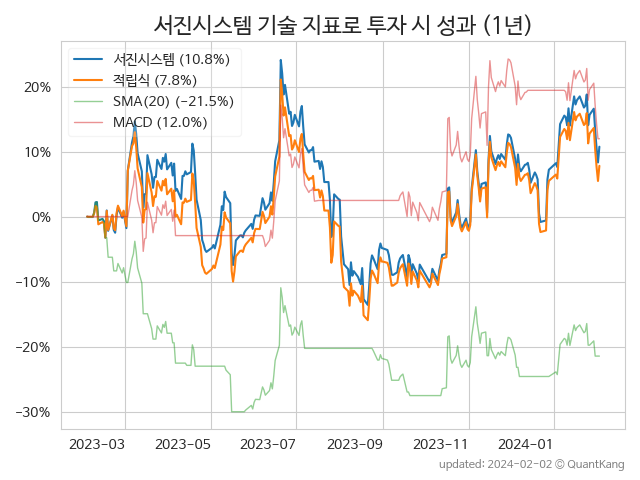 서진시스템 기술 지표로 투자 시 성과 (1년)
서진시스템 (10.8%)
적립식 (7.8%)
SMA(20) (−21.5%)
MACD (12.0%)
20%
10%
0%
−10%
−20%
−30%
2023-03 2023-05 2023-07 2023-09 2023-11 2024-01
updated: 2024-02-02 © QuantKang